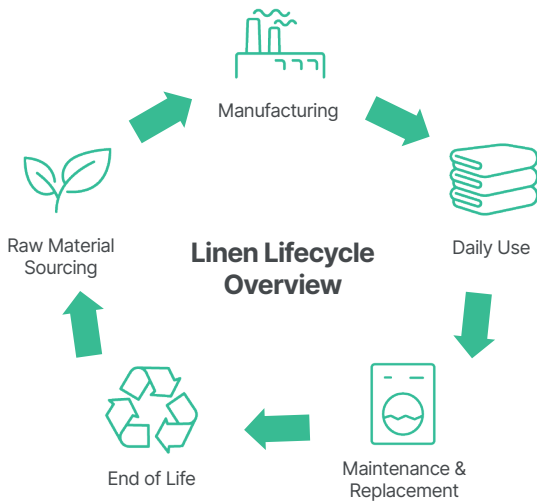 Manufacturing
Raw Material
Sourcing
Linen Lifecycle
Overview
Daily Use
End of Life
Maintenance &
Replacement